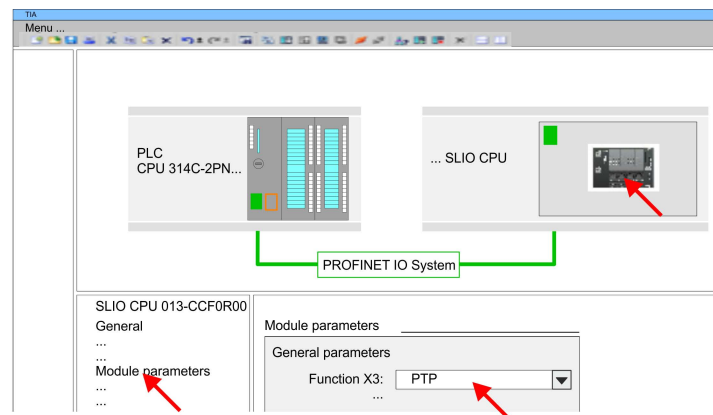 TIA
Menu ...
PLC
CPU 314C-2PN...
... SLIO CPU
PROFINET IO System
SLIO CPU 013-CCF0R00
General
...
...
Module parameters
...
...
Module parameters
General parameters
Function X3: PTP
...